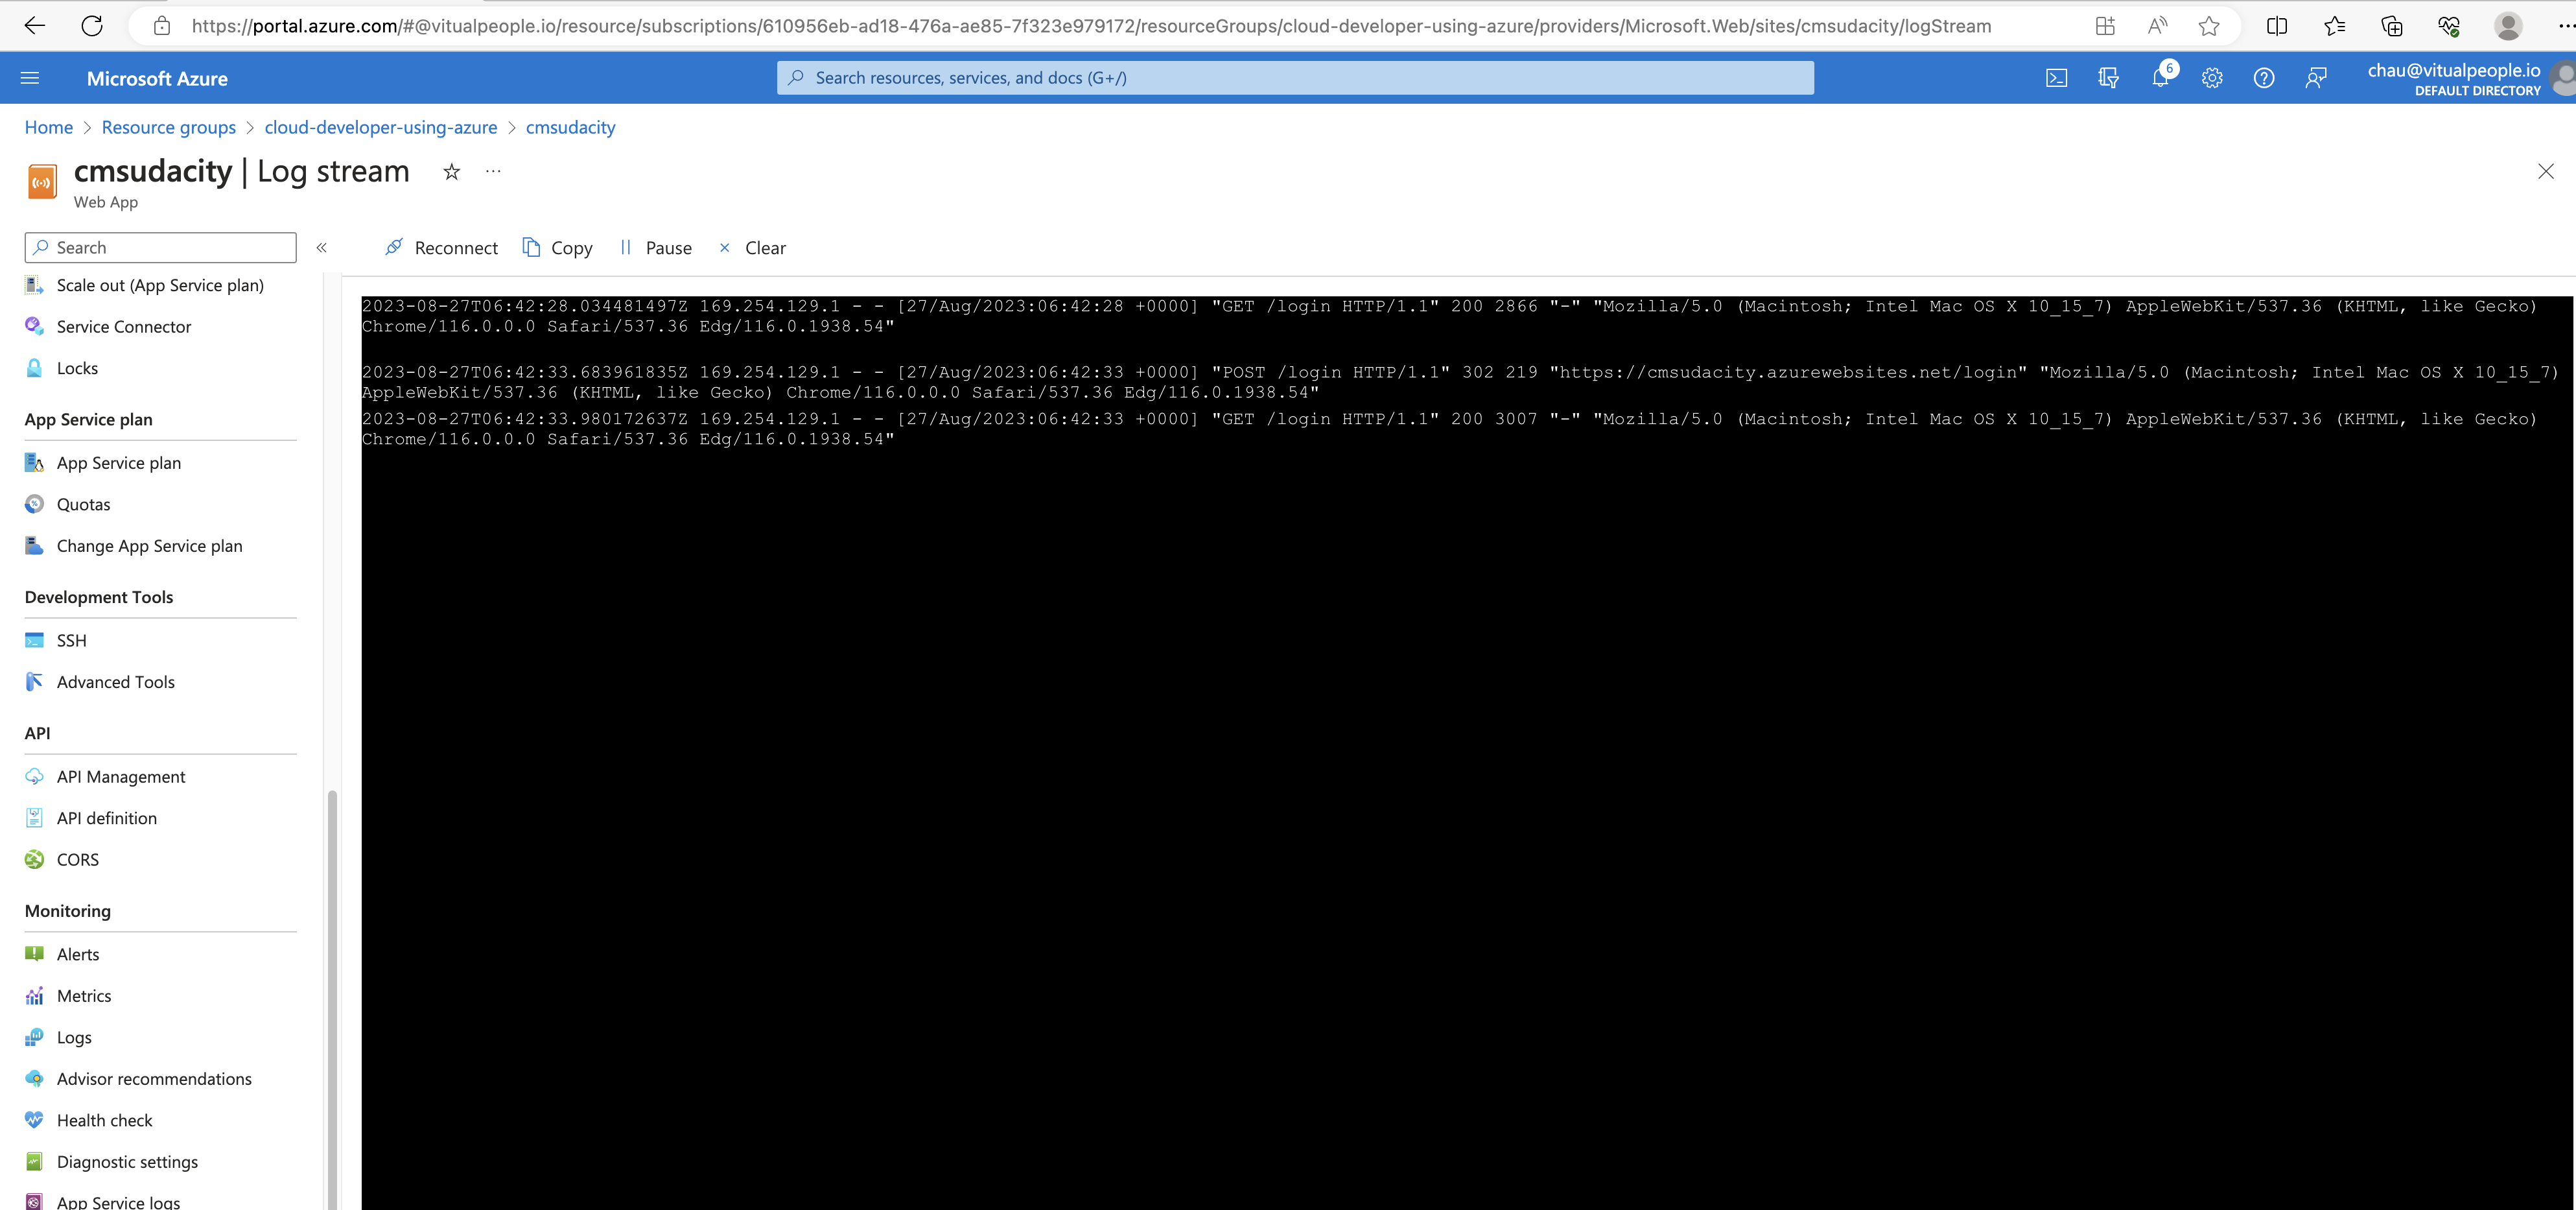 https://portal.azure.com/#@vitualpeople.io/resource/subscriptions/610956eb-ad18-476a-ae85-7f323e979172/resourceGroups/cloud-developer-using-azure/providers/Microsoft.Web/sites/cmsudacity/logStream
Microsoft Azure
Search resources, services, and docs (G+/)
6
chau@vitualpeople.io
DEFAULT DIRECTORY
Home > Resource groups > cloud-developer-using-azure > cmsudacity
cmsudacity | Log stream
Web App
Search
Reconnect
Copy
Pause
Clear
Scale out (App Service plan)
Service Connector
Locks
App Service plan
App Service plan
Quotas
Change App Service plan
Development Tools
SSH
Advanced Tools
API
API Management
API definition
CORS
Monitoring
Alerts
Metrics
Logs
Advisor recommendations
Health check
Diagnostic settings
App Service logs
2023-08-27T06:42:28.034481497Z 169.254.129.1 - - [27/Aug/2023:06:42:28 +0000] "GET /login HTTP/1.1" 200 2866 "-" "Mozilla/5.0 (Macintosh; Intel Mac OS X 10_15_7) AppleWebKit/537.36 (KHTML, like Gecko)
Chrome/116.0.0.0 Safari/537.36 Edg/116.0.1938.54"
2023-08-27T06:42:33.683961835Z 169.254.129.1 - - [27/Aug/2023:06:42:33 +0000] "POST /login HTTP/1.1" 302 219 "https://cmsudacity.azurewebsites.net/login" "Mozilla/5.0 (Macintosh; Intel Mac OS X 10_15_7)
AppleWebKit/537.36 (KHTML, like Gecko) Chrome/116.0.0.0 Safari/537.36 Edg/116.0.1938.54"
2023-08-27T06:42:33.980172637Z 169.254.129.1 - - [27/Aug/2023:06:42:33 +0000] "GET /login HTTP/1.1" 200 3007 "-" "Mozilla/5.0 (Macintosh; Intel Mac OS X 10_15_7) AppleWebKit/537.36 (KHTML, like Gecko)
Chrome/116.0.0.0 Safari/537.36 Edg/116.0.1938.54"